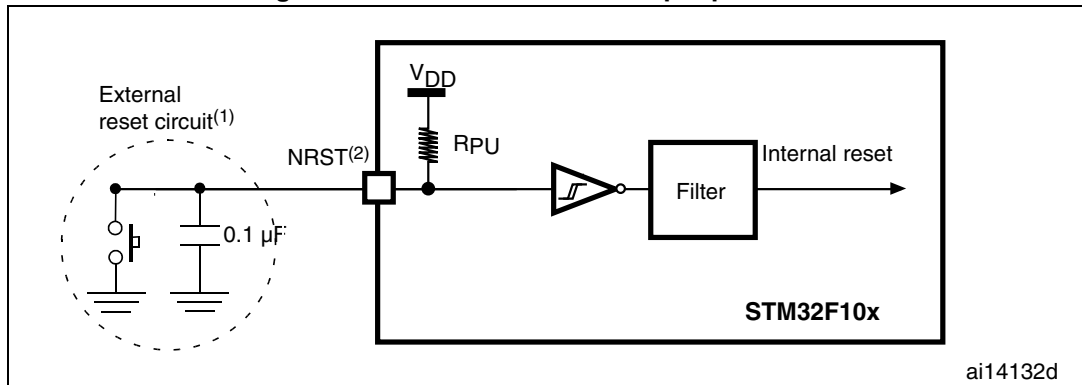 External
reset circuit(1)
VDD
RPU
NRST(2)
Internal reset
Filter
0.1 µF
STM32F10x
ai14132d